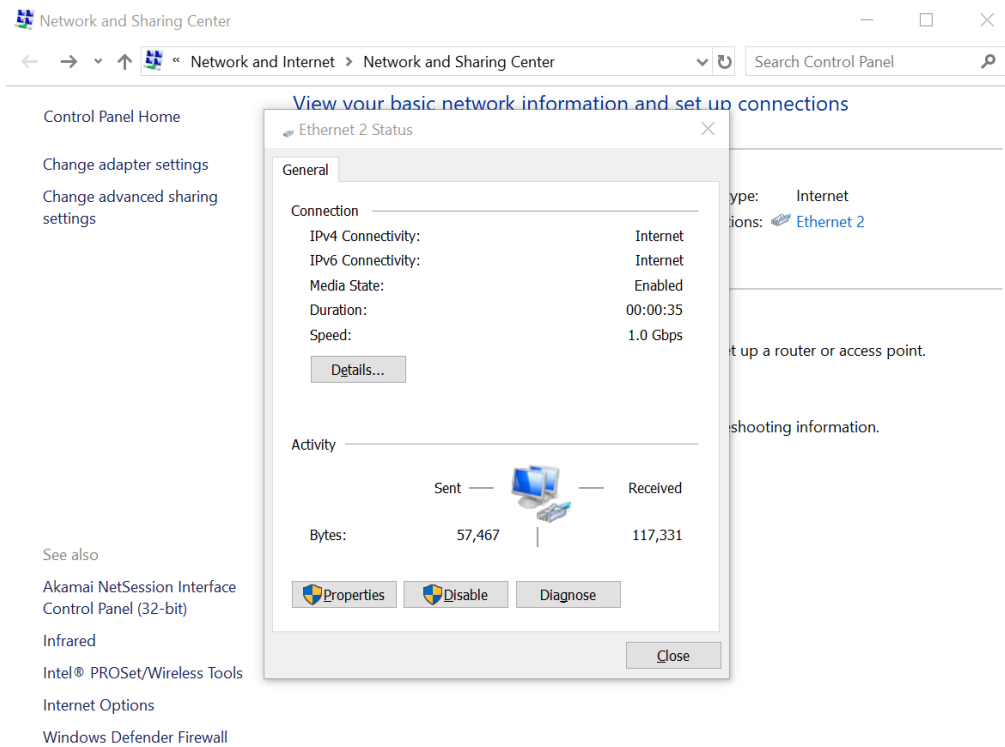 Network and Sharing Center
« Network and Internet > Network and Sharing Center
Search Control Panel
Control Panel Home
Change adapter settings
Change advanced sharing
settings
View your basic network information and set up connections
Ethernet 2 Status
General
Connection
IPv4 Connectivity: Internet
IPv6 Connectivity: Internet
Media State: Enabled
Duration: 00:00:35
Speed: 1.0 Gbps
Details...
Activity
Sent Received
Bytes: 57,467 117,331
Properties Disable Diagnose
Close
ype: Internet
ions: Ethernet 2
t up a router or access point.
shooting information.
See also
Akamai NetSession Interface
Control Panel (32-bit)
Infrared
Intel® PROSet/Wireless Tools
Internet Options
Windows Defender Firewall